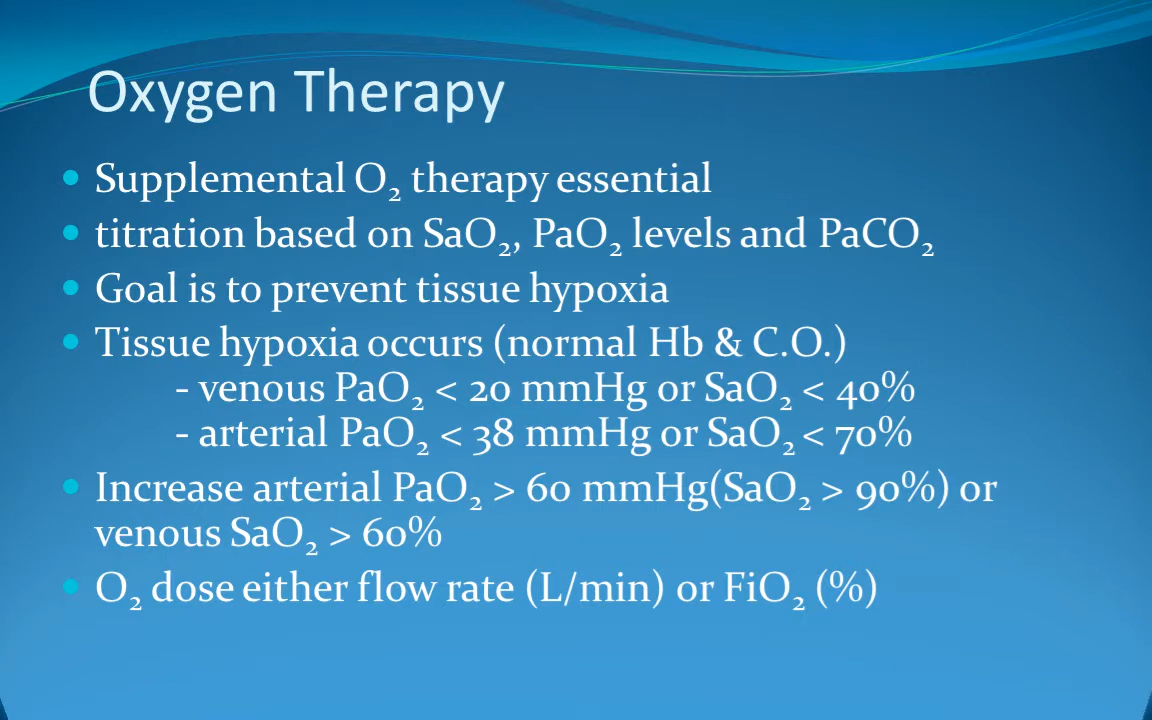 Oxygen Therapy
• Supplemental O₂ therapy essential
• titration based on SaO₂, PaO₂ levels and PaCO₂
• Goal is to prevent tissue hypoxia
• Tissue hypoxia occurs (normal Hb & C.O.)
- venous PaO₂ < 20 mmHg or SaO₂ < 40%
- arterial PaO₂ < 38 mmHg or SaO₂ < 70%
• Increase arterial PaO₂ > 60 mmHg(SaO₂ > 90%) or
venous SaO₂ > 60%
• O₂ dose either flow rate (L/min) or FiO₂ (%)